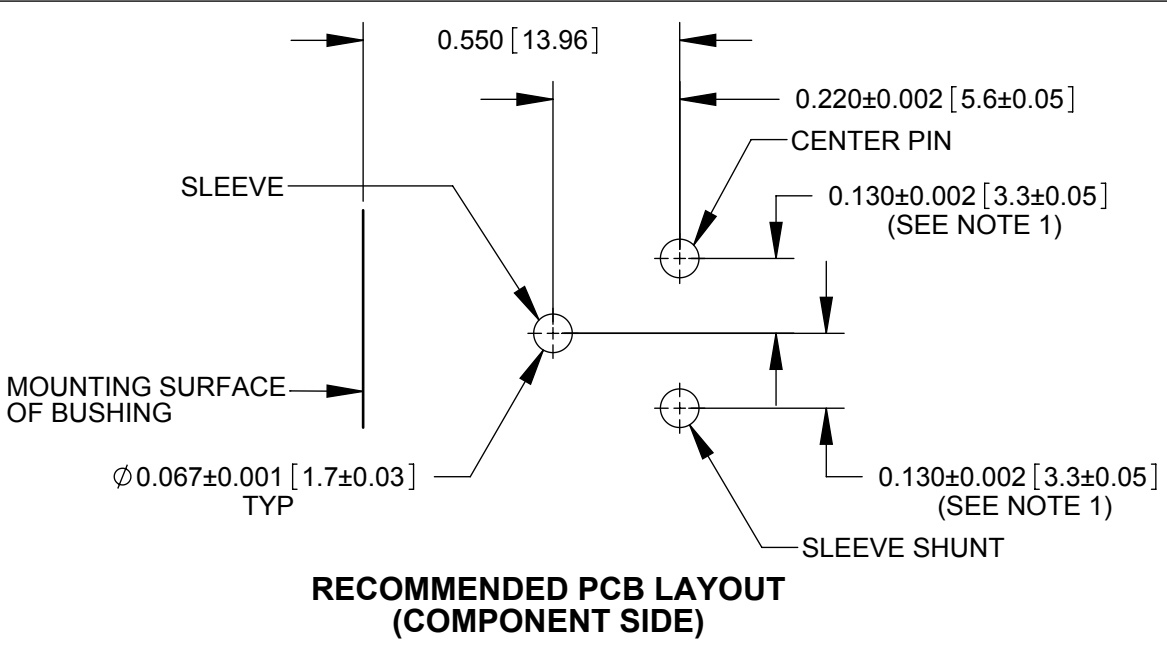 0.550 [13.96]
0.220±0.002 [5.6±0.05]
CENTER PIN
SLEEVE
0.130±0.002 [3.3±0.05]
(SEE NOTE 1)
MOUNTING SURFACE
OF BUSHING
∅0.067±0.001 [1.7±0.03]
TYP
0.130±0.002 [3.3±0.05]
(SEE NOTE 1)
SLEEVE SHUNT
RECOMMENDED PCB LAYOUT
(COMPONENT SIDE)